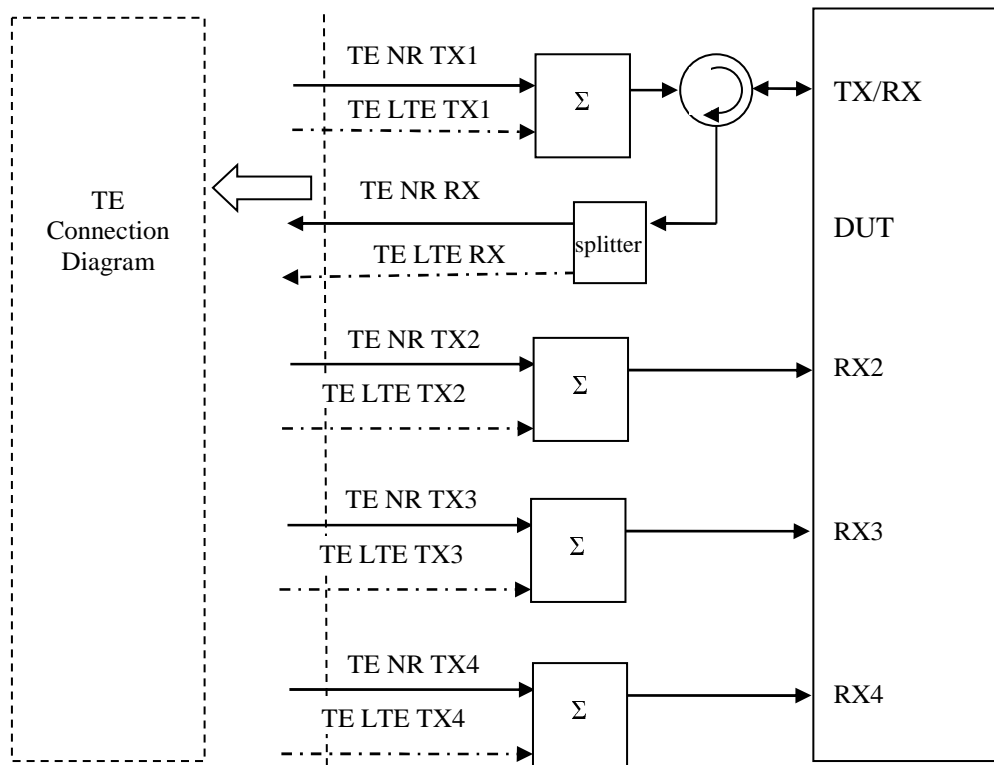 TE NR TX1
TE LTE TX1
Σ
TX/RX
TE NR RX
TE
Connection
Diagram
splitter
DUT
TE LTE RX
TE NR TX2
TE LTE TX2
Σ
RX2
TE NR TX3
TE LTE TX3
Σ
RX3
TE NR TX4
TE LTE TX4
Σ
RX4